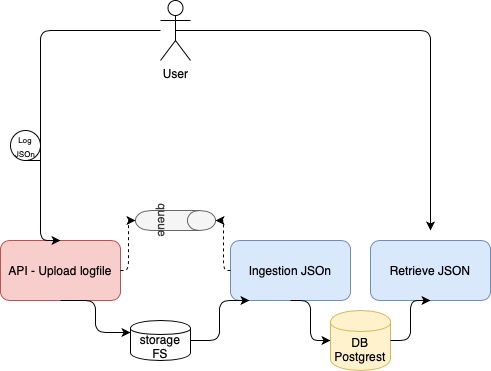 User
Log
JSOn
queue
API - Upload logfile
Ingestion JSOn
Retrieve JSON
storage
FS
DB
Postgrest